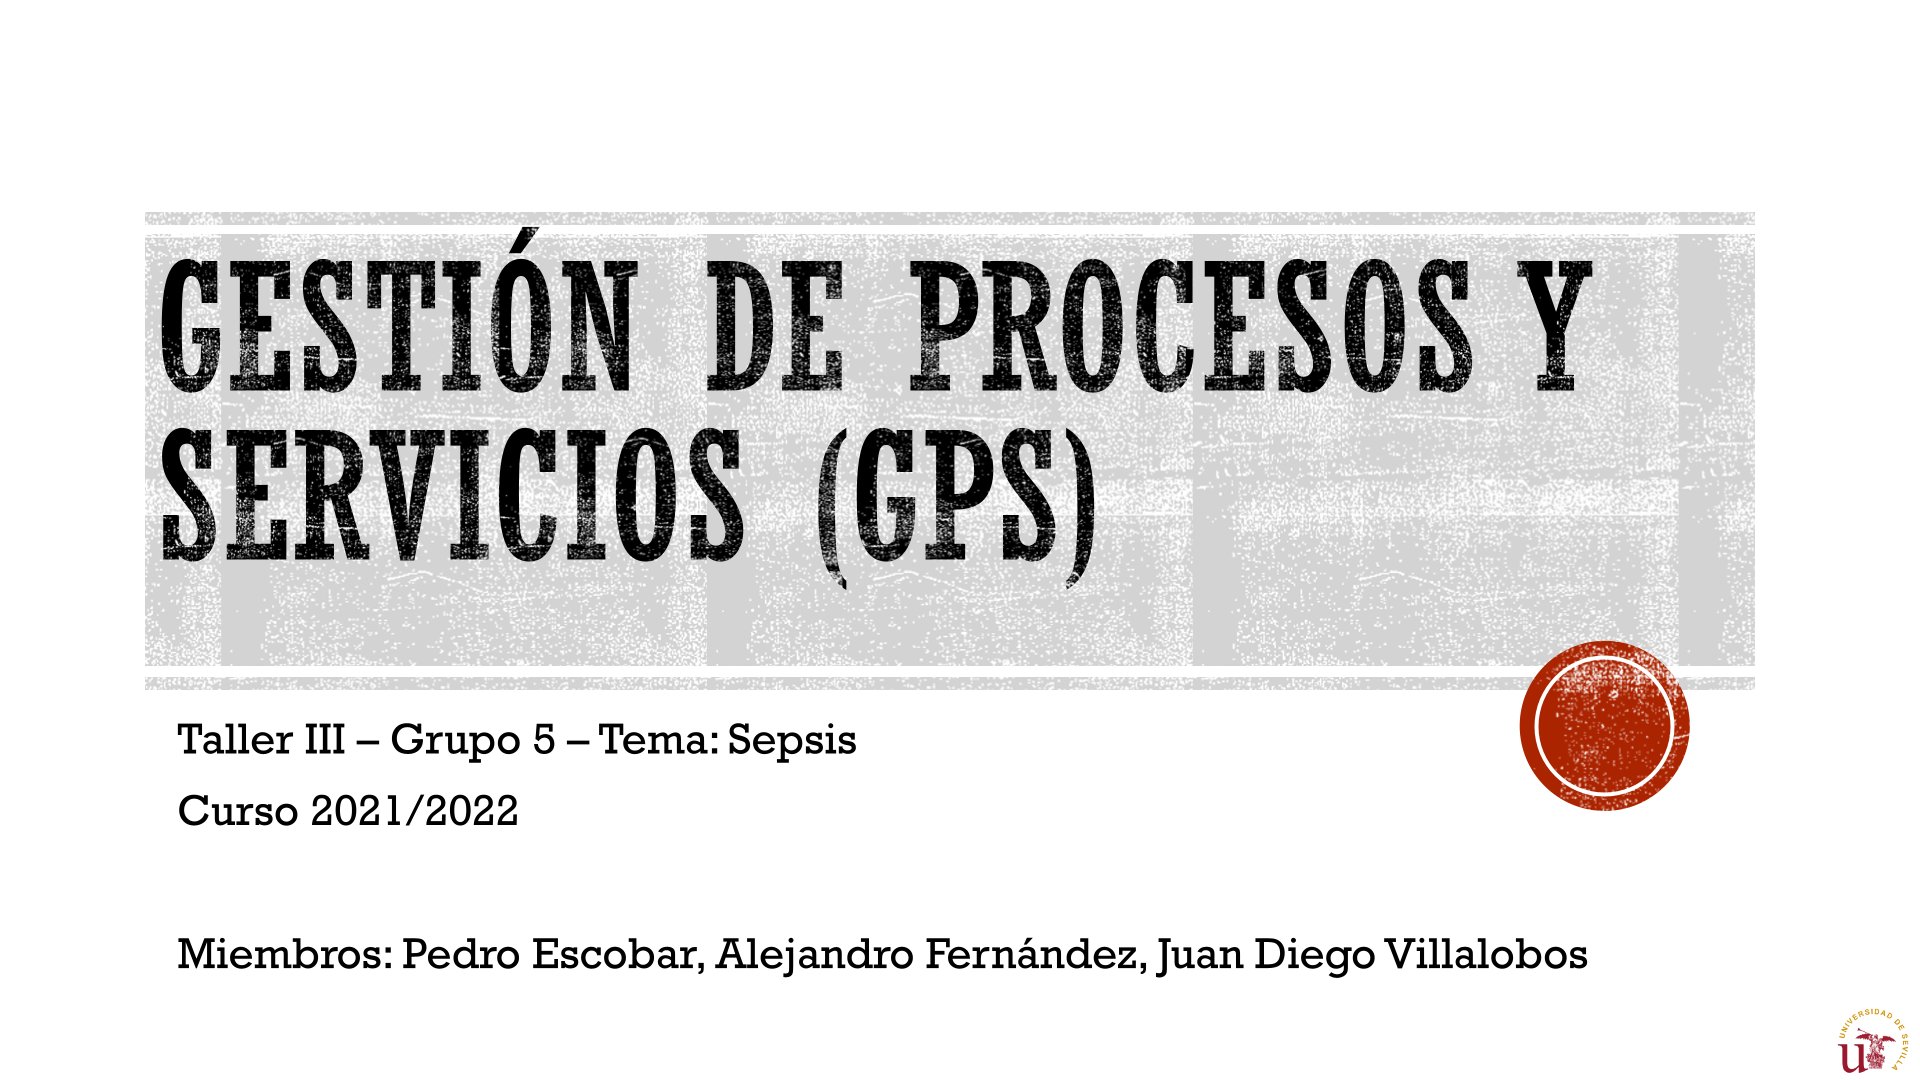 GESTIÓN DE PROCESOS Y
SERVICIOS (GPS)
Taller III – Grupo 5 – Tema: Sepsis
Curso 2021/2022
Miembros: Pedro Escobar, Alejandro Fernández, Juan Diego Villalobos
UNIVERSIDAD DE SEVILLA